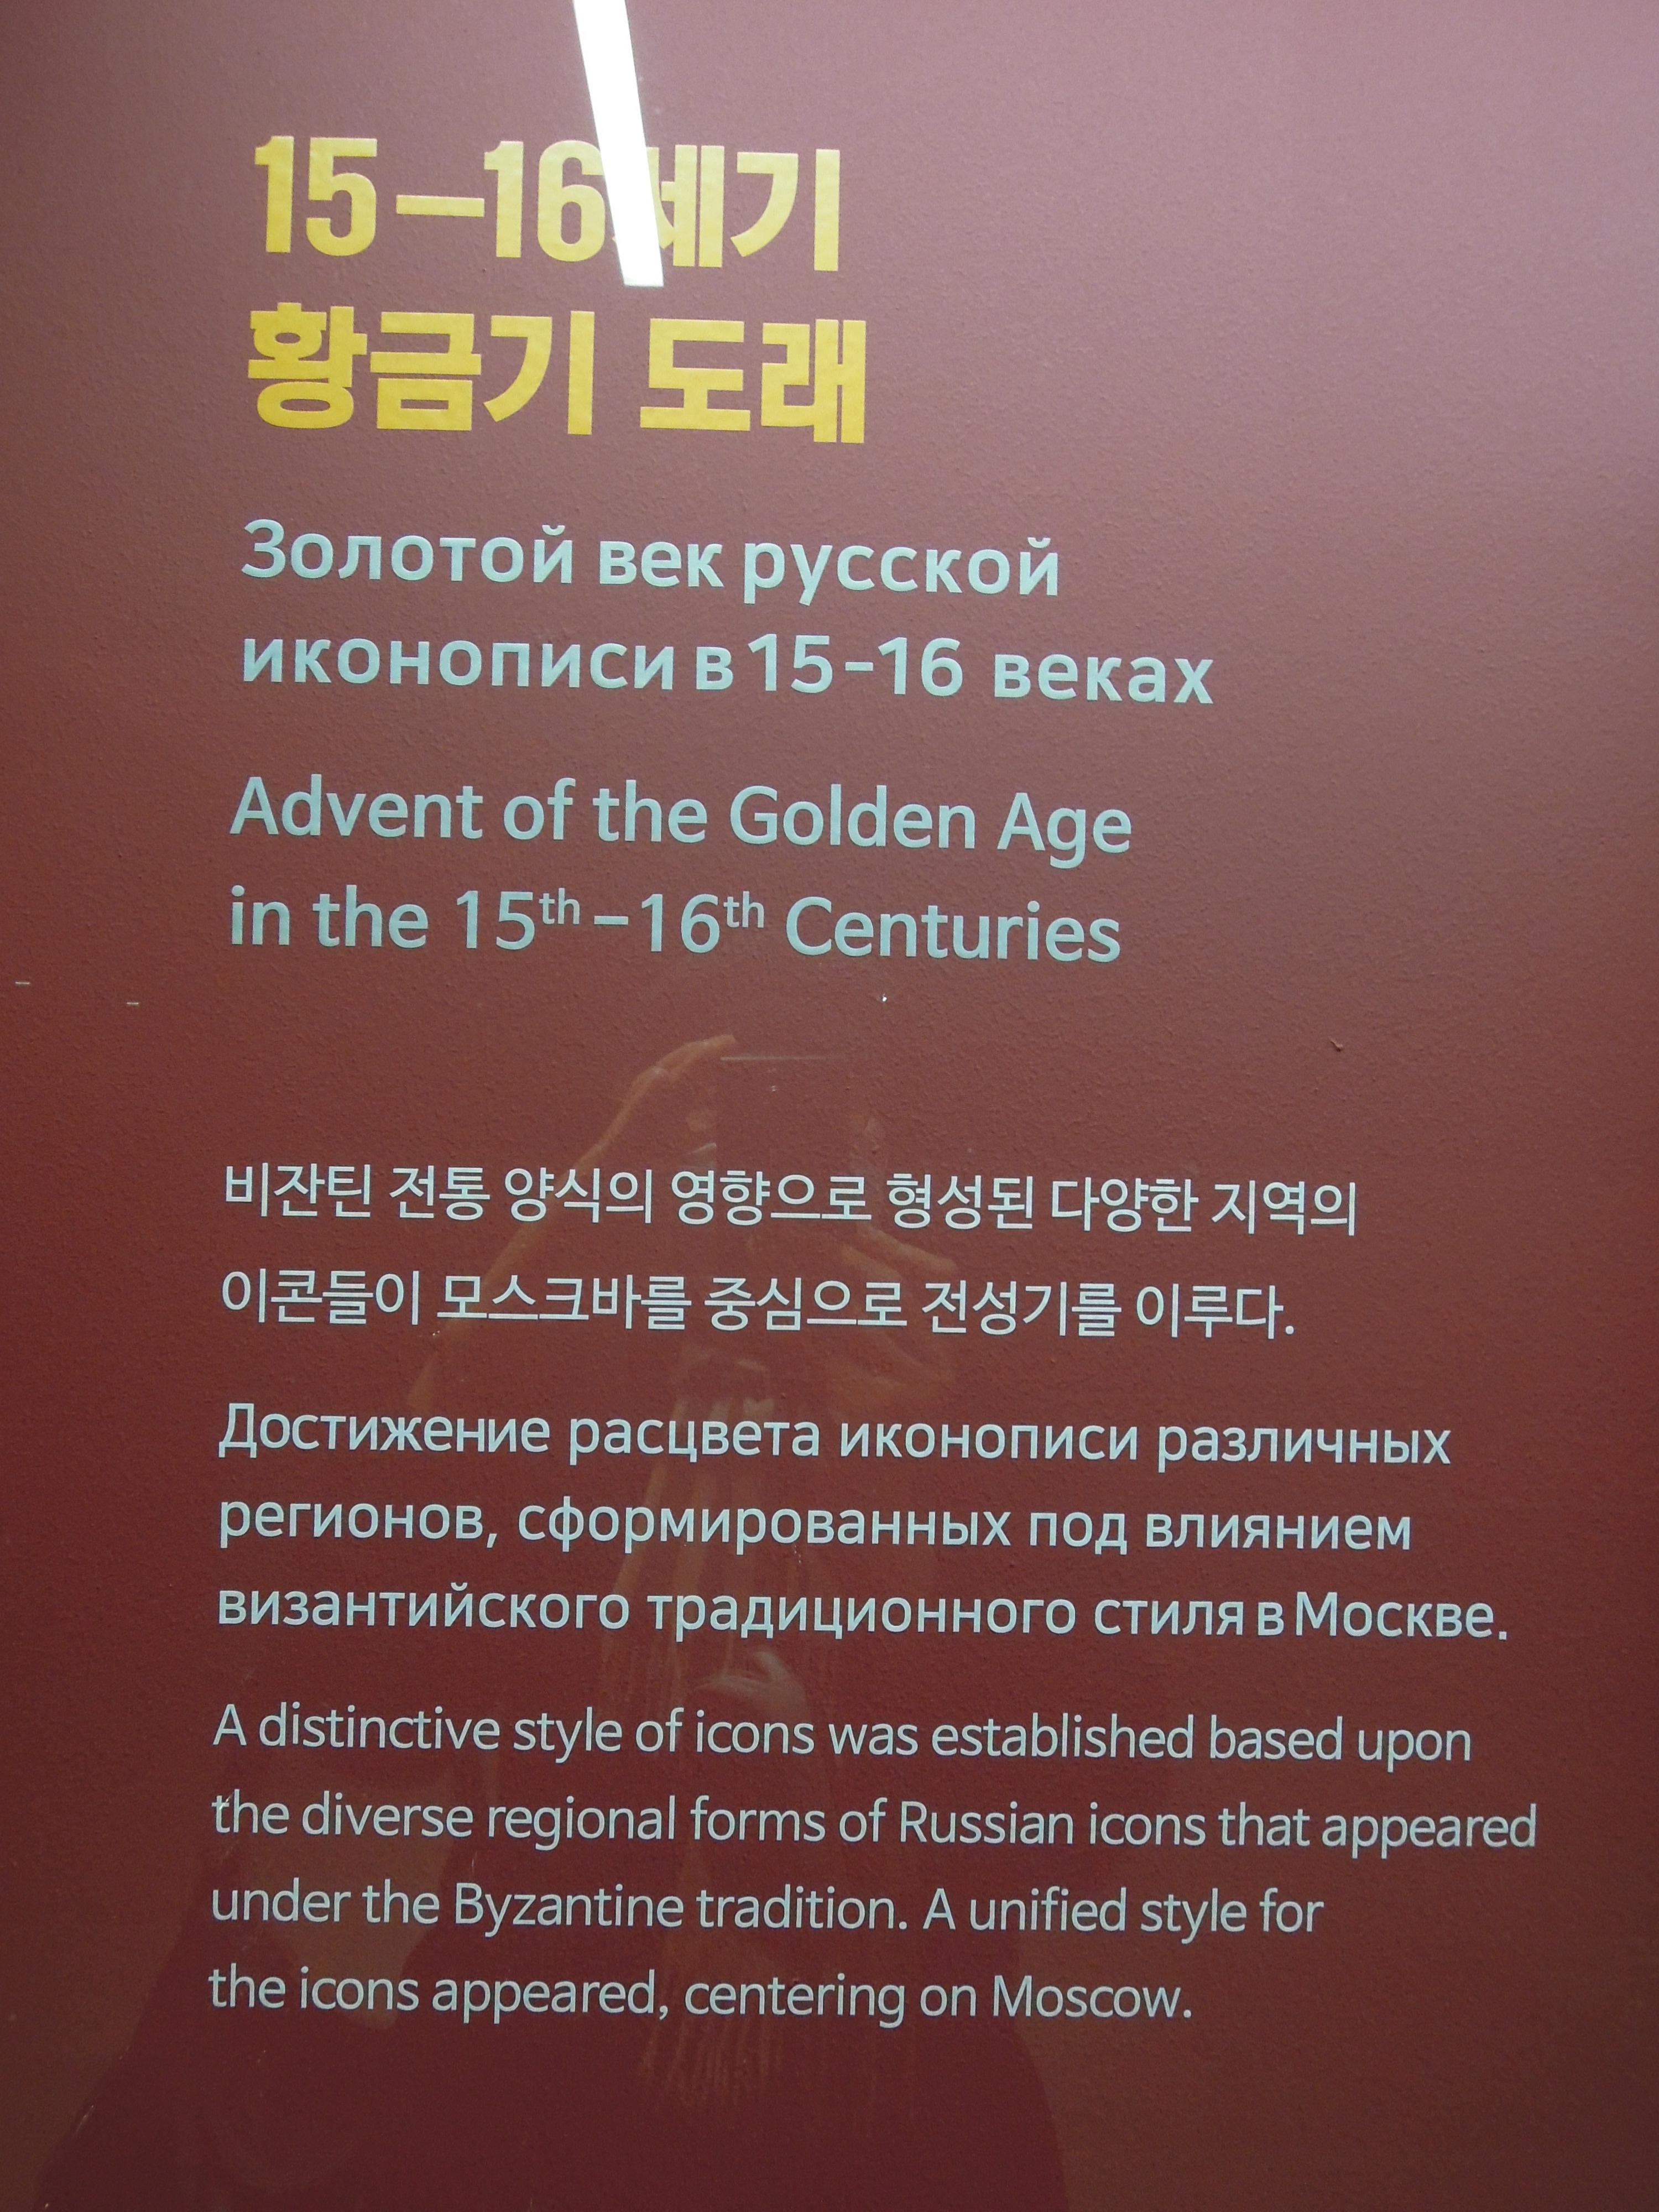 15–16세기
황금기 도래
Золотой век русской
иконописи в 15-16 веках
Advent of the Golden Age
in the 15th–16th Centuries
비잔틴 전통 양식의 영향으로 형성된 다양한 지역의
이콘들이 모스크바를 중심으로 전성기를 이루다.
Достижение расцвета иконописи различных
регионов, сформированных под влиянием
византийского традиционного стиля в Москве.
A distinctive style of icons was established based upon
the diverse regional forms of Russian icons that appeared
under the Byzantine tradition. A unified style for
the icons appeared, centering on Moscow.